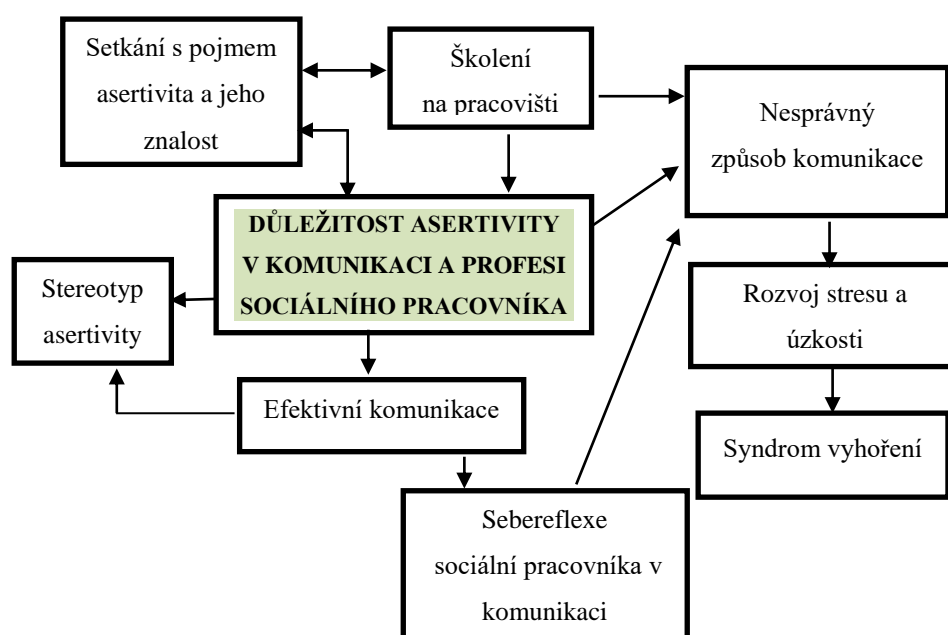 Setkání s pojmem
asertivita a jeho
znalost
Školení
na pracovišti
Nesprávný
způsob komunikace
DŮLEŽITOST ASERTIVITY
V KOMUNIKACI A PROFESI
SOCIÁLNÍHO PRACOVNÍKA
Stereotyp
asertivity
Rozvoj stresu a
úzkosti
Efektivní komunikace
Syndrom vyhoření
Sebereflexe
sociální pracovníka v
komunikaci